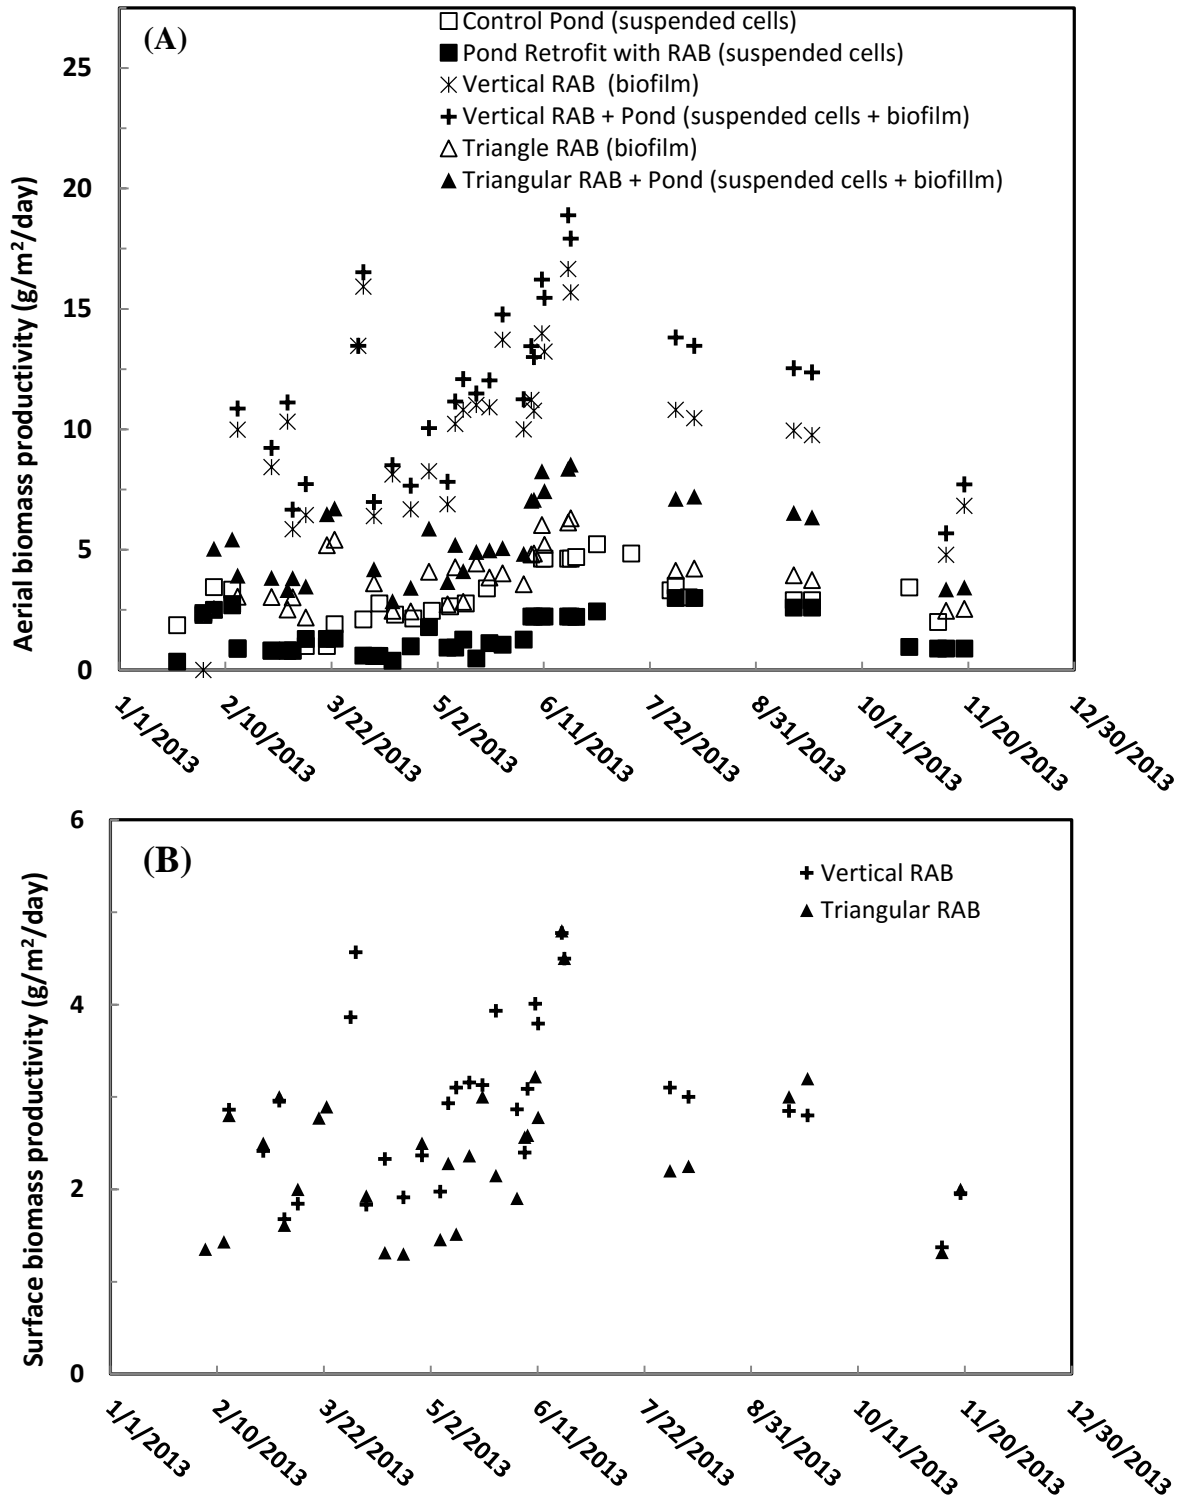 (A)
Control Pond (suspended cells)
Pond Retrofit with RAB (suspended cells)
Vertical RAB (biofilm)
Vertical RAB + Pond (suspended cells + biofilm)
Triangle RAB (biofilm)
Triangular RAB + Pond (suspended cells + biofillm)
Aerial biomass productivity (g/m²/day)
25
20
15
10
5
0
1/1/2013
2/10/2013
3/22/2013
5/2/2013
6/11/2013
7/22/2013
8/31/2013
10/11/2013
11/20/2013
12/30/2013
(B)
Vertical RAB
Triangular RAB
Surface biomass productivity (g/m²/day)
6
4
2
0
1/1/2013
2/10/2013
3/22/2013
5/2/2013
6/11/2013
7/22/2013
8/31/2013
10/11/2013
11/20/2013
12/30/2013